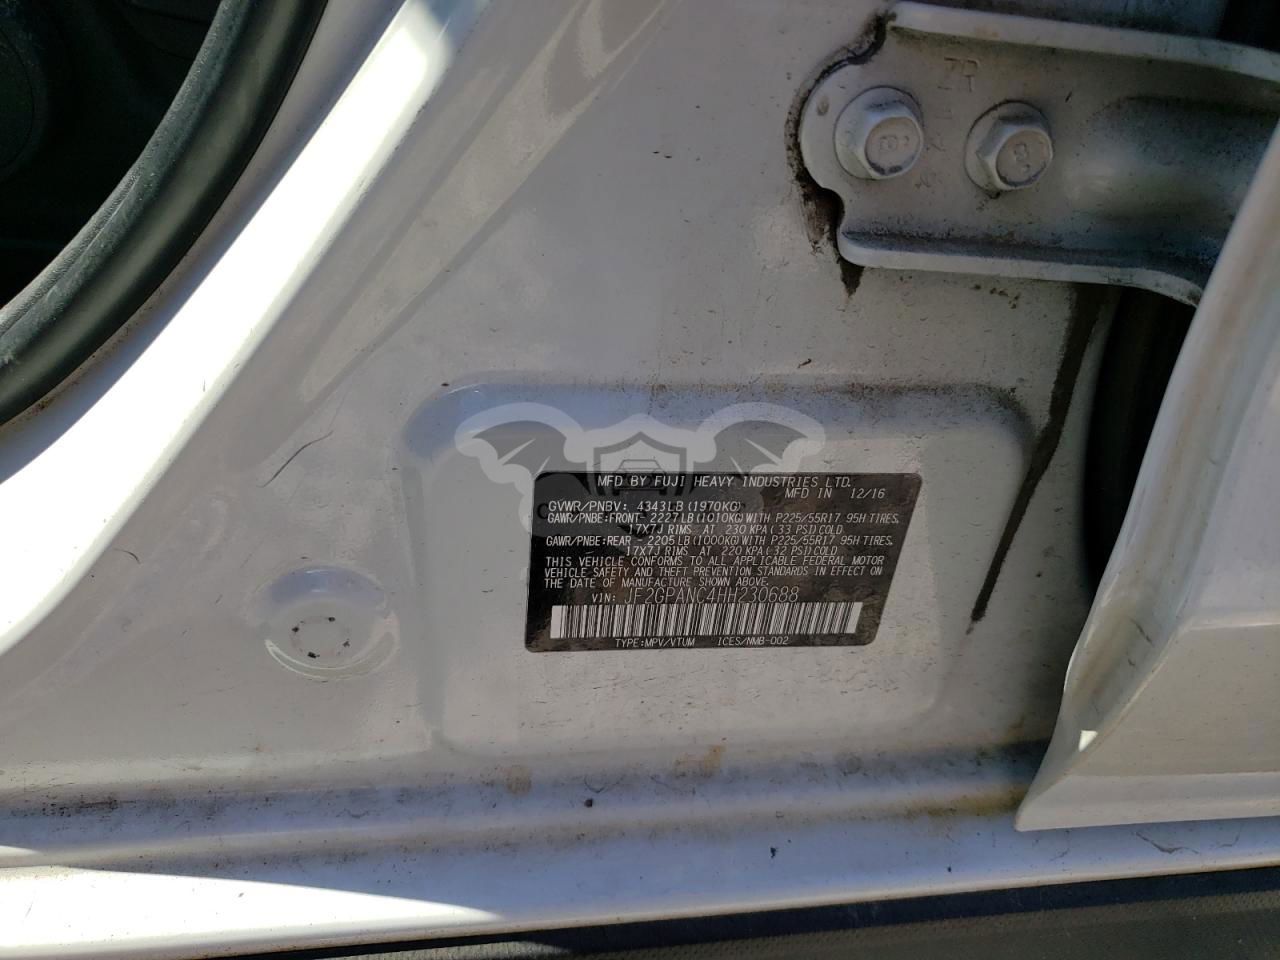 MFD BY FUJI HEAVY INDUSTRIES LTD.
MFD IN 12/16
GVWR/PNBV: 4343LB (1970KG)
GAWR/PNBE:FRONT- 2227LB(1010KG)WITH P225/55R17 95H TIRES.
17X7J RIMS AT 230 KPA( 33 PSI)COLD
GAWR/PNBE:REAR - 2205LB(1000KG)WITH P225/55R17 95H TIRES.
17X7J RIMS AT 220 KPA( 32 PSI)COLD
THIS VEHICLE CONFORMS TO ALL APPLICABLE FEDERAL MOTOR
VEHICLE SAFETY AND THEFT PREVENTION STANDARDS IN EFFECT ON
THE DATE OF MANUFACTURE SHOWN ABOVE.
VIN: JF2GPANC4HH230688
TYPE:MPV/VTUM ICES/NMB-002